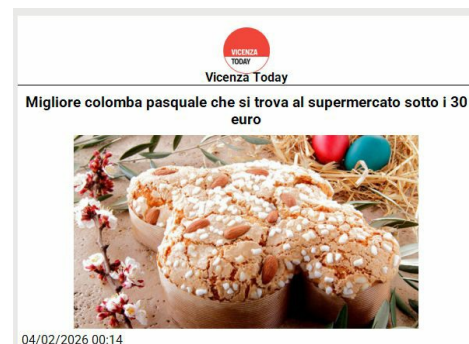 VICENZA
TODAY
Vicenza Today
Migliore colomba pasquale che si trova al supermercato sotto i 30
euro
04/02/2026 00:14